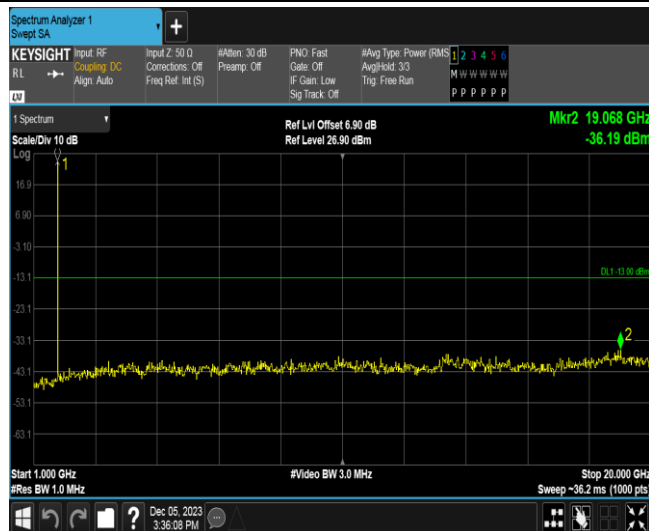 Spectrum Analyzer 1
Swept SA
+
KEYSIGHT
RL
LXI
Input: RF
Coupling: DC
Align: Auto
Input Z: 50 Ω
Corrections: Off
Freq Ref: Int (S)
#Atten: 30 dB
Preamp: Off
PNO: Fast
Gate: Off
IF Gain: Low
Sig Track: Off
#Avg Type: Power (RMS
Avg|Hold: 3/3
Trig: Free Run
1 2 3 4 5 6
M W W W W W
P P P P P P
1 Spectrum
Scale/Div 10 dB
Log
Ref Lvl Offset 6.90 dB
Ref Level 26.90 dBm
Mkr2 19.068 GHz
-36.19 dBm
1
16.9
6.90
-3.10
-13.1
DL1 -13.00 dBm
-23.1
-33.1
2
-43.1
-53.1
-63.1
Start 1.000 GHz
#Res BW 1.0 MHz
#Video BW 3.0 MHz
Stop 20.000 GHz
Sweep ~36.2 ms (1000 pts)
?
Dec 05, 2023
3:36:08 PM